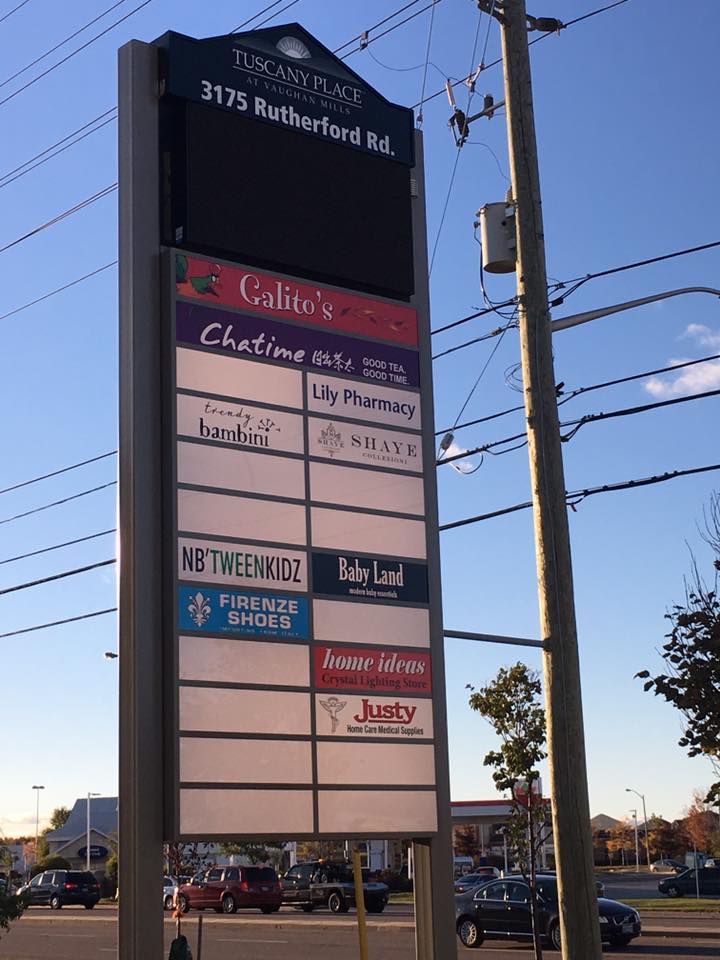 TUSCANY PLACE
AT VAUGHAN MILLS
3175 Rutherford Rd.
Galito's
Chatime 日出茶太 GOOD TEA.
GOOD TIME.
Lily Pharmacy
trendy
bambini
SHAYE
SHAYE
COLLEZIONI
NB'TWEENKIDZ
Baby Land
modern baby essentials
FIRENZE
SHOES
home ideas
Crystal Lighting Store
Justy
Home Care Medical Supplies